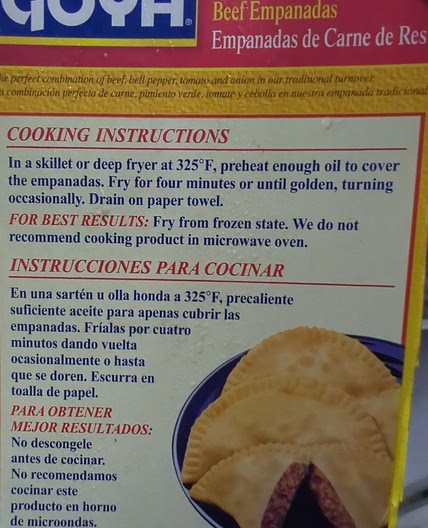 GOYA®
Beef Empanadas
Empanadas de Carne de Res
he perfect combination of beef, bell pepper, tomato and onion in our traditional turnover.
a combinación perfecta de carne, pimiento verde, tomate y cebolla en nuestra empanada tradicional
COOKING INSTRUCTIONS
In a skillet or deep fryer at 325°F, preheat enough oil to cover
the empanadas. Fry for four minutes or until golden, turning
occasionally. Drain on paper towel.
FOR BEST RESULTS: Fry from frozen state. We do not
recommend cooking product in microwave oven.
INSTRUCCIONES PARA COCINAR
En una sartén u olla honda a 325°F, precaliente
suficiente aceite para apenas cubrir las
empanadas. Fríalas por cuatro
minutos dando vuelta
ocasionalmente o hasta
que se doren. Escurra en
toalla de papel.
PARA OBTENER
MEJOR RESULTADOS:
No descongele
antes de cocinar.
No recomendamos
cocinar este
producto en horno
de microondas.